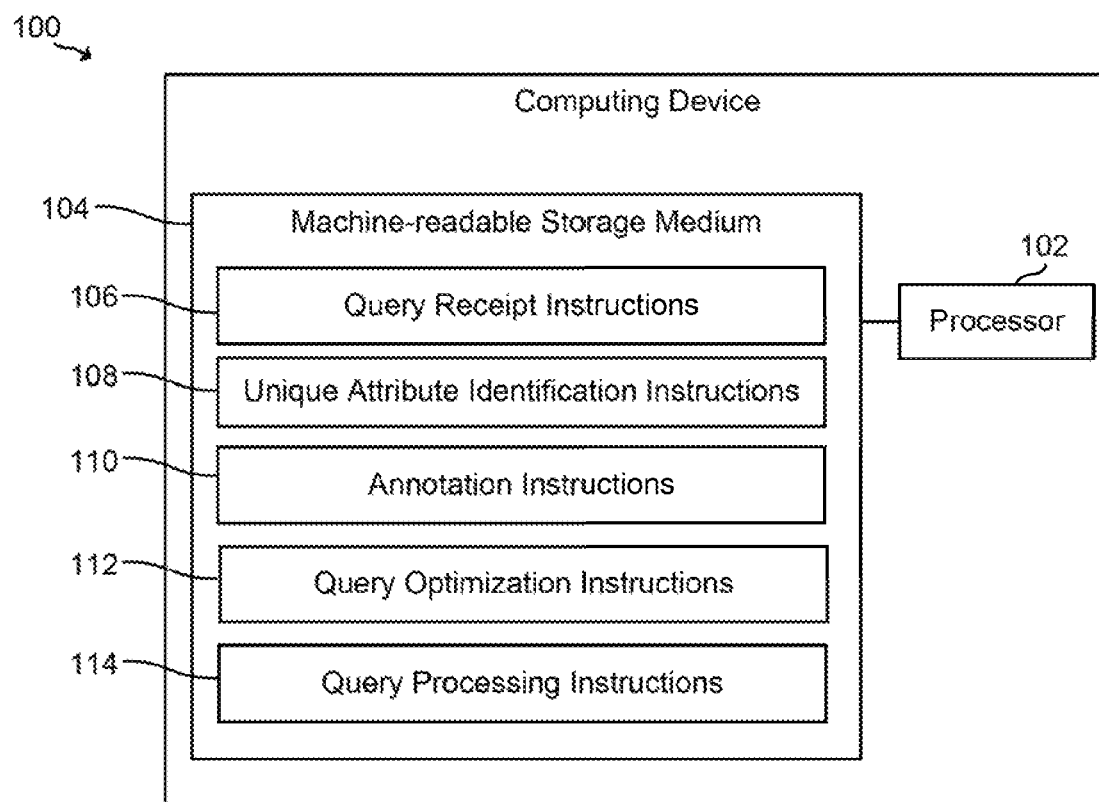 100
Computing Device
104
Machine-readable Storage Medium
102
106
Query Receipt Instructions
Processor
108
Unique Attribute Identification Instructions
110
Annotation Instructions
112
Query Optimization Instructions
114
Query Processing Instructions